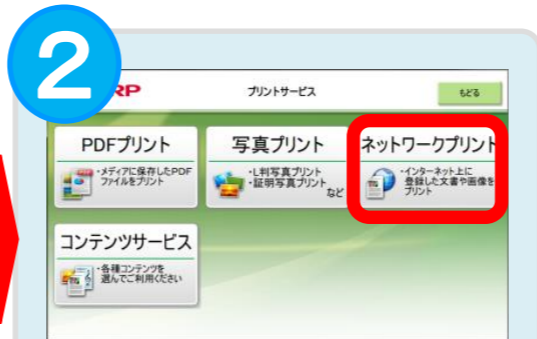 2
RP
プリントサービス
もどる
PDFプリント
・メディアに保存したPDF
ファイルをプリント
写真プリント
・L判写真プリント
・証明写真プリント
など
ネットワークプリント
・インターネット上に
登録した文書や画像を
プリント
コンテンツサービス
・各種コンテンツを
選んでご利用ください